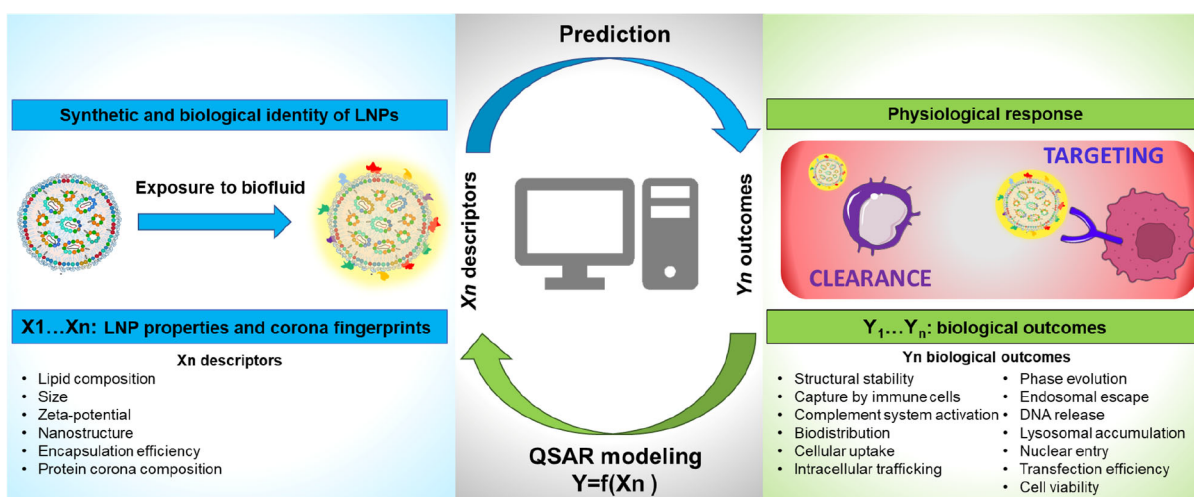 Prediction
Synthetic and biological identity of LNPs
Exposure to biofluid
X1...Xn: LNP properties and corona fingerprints
Xn descriptors
• Lipid composition
• Size
• Zeta-potential
• Nanostructure
• Encapsulation efficiency
• Protein corona composition
Xn descriptors
Yn outcomes
QSAR modeling
Y=f(Xn )
Physiological response
TARGETING
CLEARANCE
Y1...Yn: biological outcomes
Yn biological outcomes
• Structural stability
• Capture by immune cells
• Complement system activation
• Biodistribution
• Cellular uptake
• Intracellular trafficking
• Phase evolution
• Endosomal escape
• DNA release
• Lysosomal accumulation
• Nuclear entry
• Transfection efficiency
• Cell viability